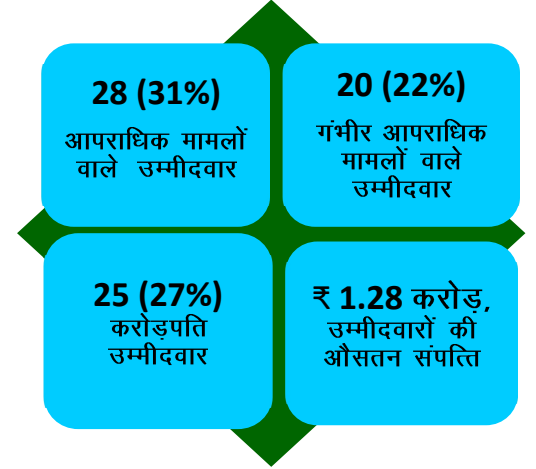 28 (31%)
आपराधिक मामलों
वाले उम्मीदवार
20 (22%)
गंभीर आपराधिक
मामलों वाले
उम्मीदवार
25 (27%)
करोड़पति
उम्मीदवार
₹ 1.28 करोड़,
उम्मीदवारों की
औसतन संपत्ति